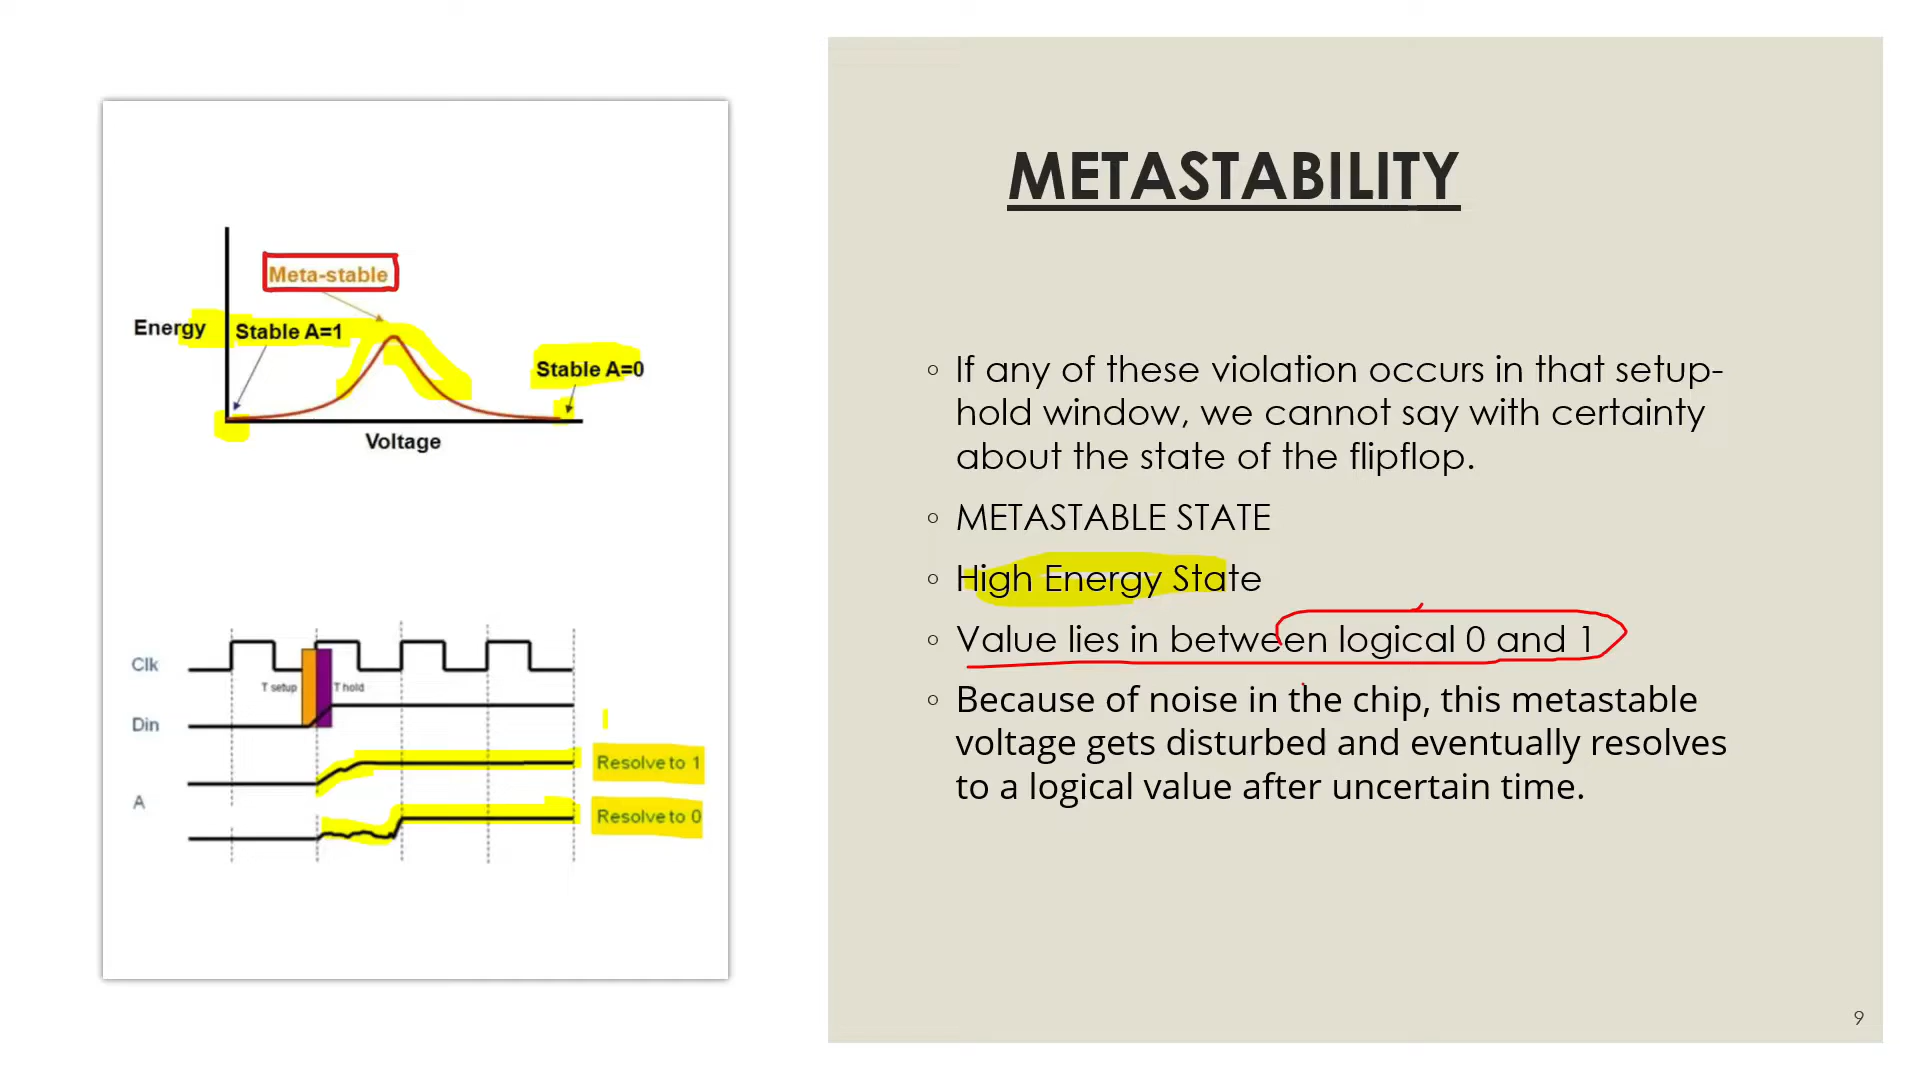 Meta-stable
Energy
Stable A=1
Stable A=0
Voltage
Clk
T setup
T hold
Din
Resolve to 1
A
Resolve to 0
METASTABILITY
◦ If any of these violation occurs in that setup-
hold window, we cannot say with certainty
about the state of the flipflop.
◦ METASTABLE STATE
◦ High Energy State
◦ Value lies in between logical 0 and 1
◦ Because of noise in the chip, this metastable
voltage gets disturbed and eventually resolves
to a logical value after uncertain time.
9